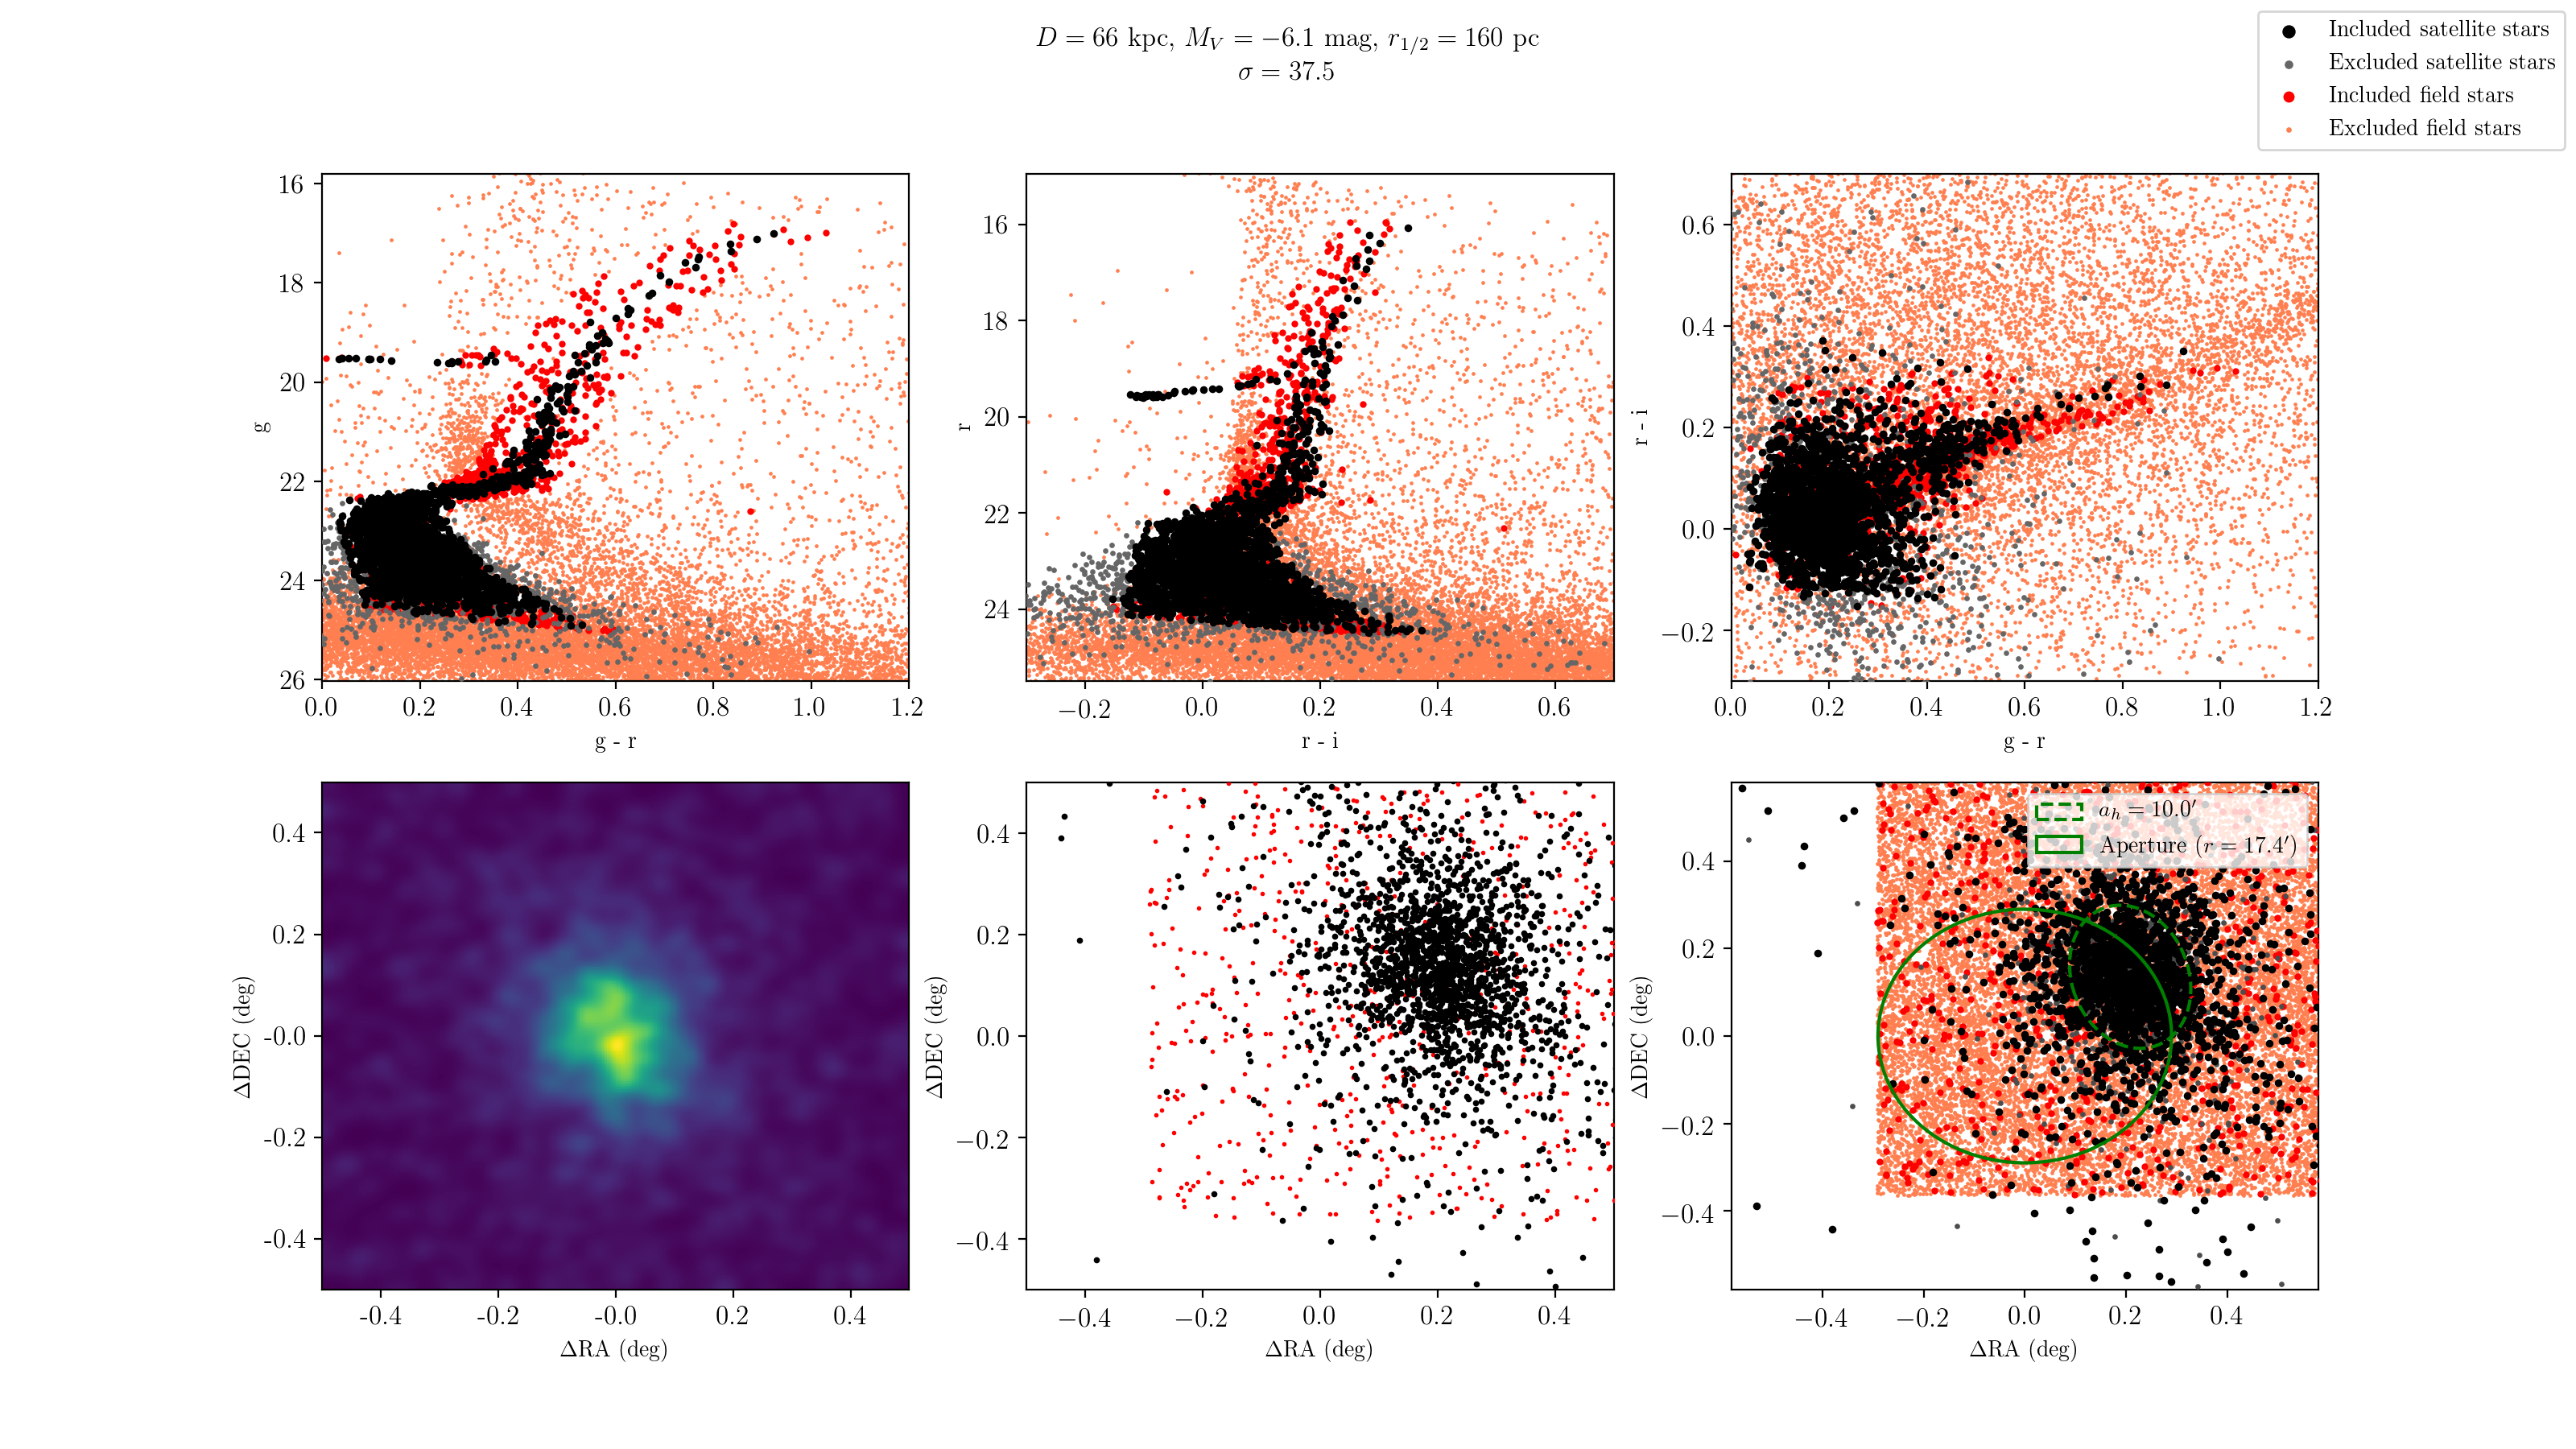 D = 66 kpc, M_V = −6.1 mag, r_{1/2} = 160 pc
σ = 37.5
Included satellite stars
Excluded satellite stars
Included field stars
Excluded field stars
16
18
20
22
24
26
g
0.0 0.2 0.4 0.6 0.8 1.0 1.2
g - r
16
18
20
22
24
r
−0.2 0.0 0.2 0.4 0.6
r - i
0.6
0.4
0.2
0.0
−0.2
r - i
0.0 0.2 0.4 0.6 0.8 1.0 1.2
g - r
0.4
0.2
-0.0
-0.2
-0.4
ΔDEC (deg)
-0.4 -0.2 -0.0 0.2 0.4
ΔRA (deg)
0.4
0.2
0.0
−0.2
−0.4
ΔDEC (deg)
−0.4 −0.2 0.0 0.2 0.4
ΔRA (deg)
a_h = 10.0′
Aperture (r = 17.4′)
0.4
0.2
0.0
−0.2
−0.4
ΔDEC (deg)
−0.4 −0.2 0.0 0.2 0.4
ΔRA (deg)